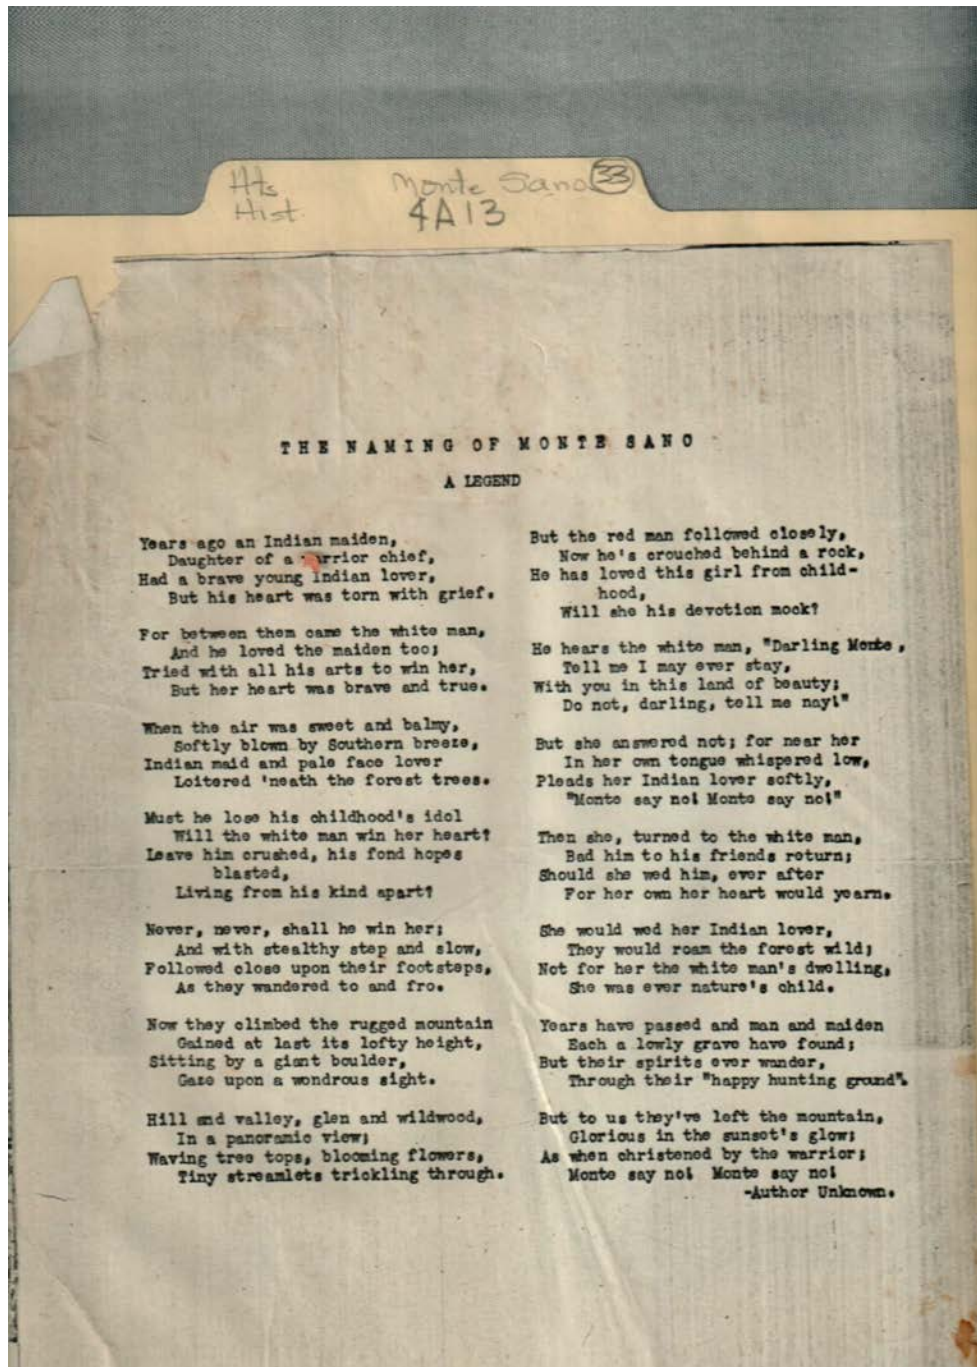 Hts
Hist.
Monte Sano 33
4A13
THE NAMING OF MONTE SANO
A LEGEND
Years ago an Indian maiden,
Daughter of a warrior chief,
Had a brave young Indian lover,
But his heart was torn with grief.
For between them came the white man,
And he loved the maiden too;
Tried with all his arts to win her,
But her heart was brave and true.
When the air was sweet and balmy,
Softly blown by Southern breeze,
Indian maid and pale face lover
Loitered 'neath the forest trees.
Must he lose his childhood's idol
Will the white man win her heart?
Leave him crushed, his fond hopes
blasted,
Living from his kind apart?
Never, never, shall he win her;
And with stealthy step and slow,
Followed close upon their footsteps,
As they wandered to and fro.
Now they climbed the rugged mountain
Gained at last its lofty height,
Sitting by a giant boulder,
Gaze upon a wondrous sight.
Hill and valley, glen and wildwood,
In a panoramic view;
Waving tree tops, blooming flowers,
Tiny streamlets trickling through.
But the red man followed closely,
Now he's crouched behind a rock,
He has loved this girl from child-
hood,
Will she his devotion mock?
He hears the white man, "Darling Monte,
Tell me I may ever stay,
With you in this land of beauty;
Do not, darling, tell me nay!"
But she answered not; for near her
In her own tongue whispered low,
Pleads her Indian lover softly,
"Monte say no! Monte say no!"
Then she, turned to the white man,
Bad him to his friends return;
Should she wed him, ever after
For her own her heart would yearn.
She would wed her Indian lover,
They would roam the forest wild;
Not for her the white man's dwelling,
She was ever nature's child.
Years have passed and man and maiden
Each a lowly grave have found;
But their spirits ever wander,
Through their "happy hunting ground".
But to us they've left the mountain,
Glorious in the sunset's glow;
As when christened by the warrior;
Monte say no! Monte say no!
-Author Unknown.